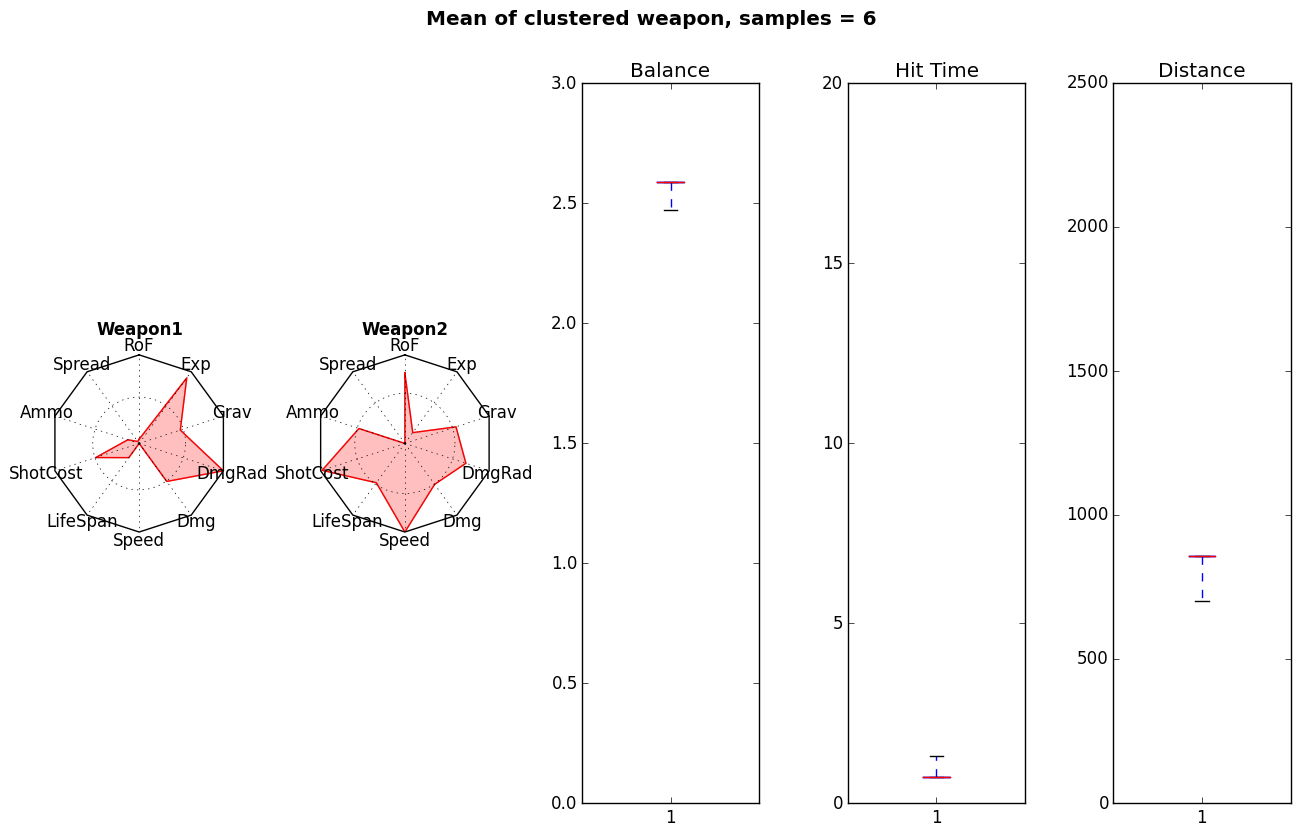 Mean of clustered weapon, samples = 6
Weapon1
RoF
Exp
Grav
DmgRad
Dmg
Speed
LifeSpan
ShotCost
Ammo
Spread
Weapon2
RoF
Exp
Grav
DmgRad
Dmg
Speed
LifeSpan
ShotCost
Ammo
Spread
Balance
3.0
2.5
2.0
1.5
1.0
0.5
0.0
1
Hit Time
20
15
10
5
0
1
Distance
2500
2000
1500
1000
500
0
1